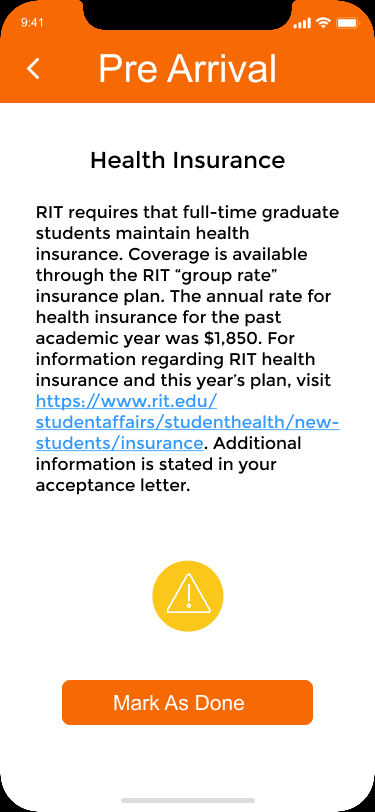 9:41
Pre Arrival
Health Insurance
RIT requires that full-time graduate
students maintain health
insurance. Coverage is available
through the RIT “group rate”
insurance plan. The annual rate for
health insurance for the past
academic year was $1,850. For
information regarding RIT health
insurance and this year’s plan, visit
https://www.rit.edu/
studentaffairs/studenthealth/new-
students/insurance. Additional
information is stated in your
acceptance letter.
Mark As Done